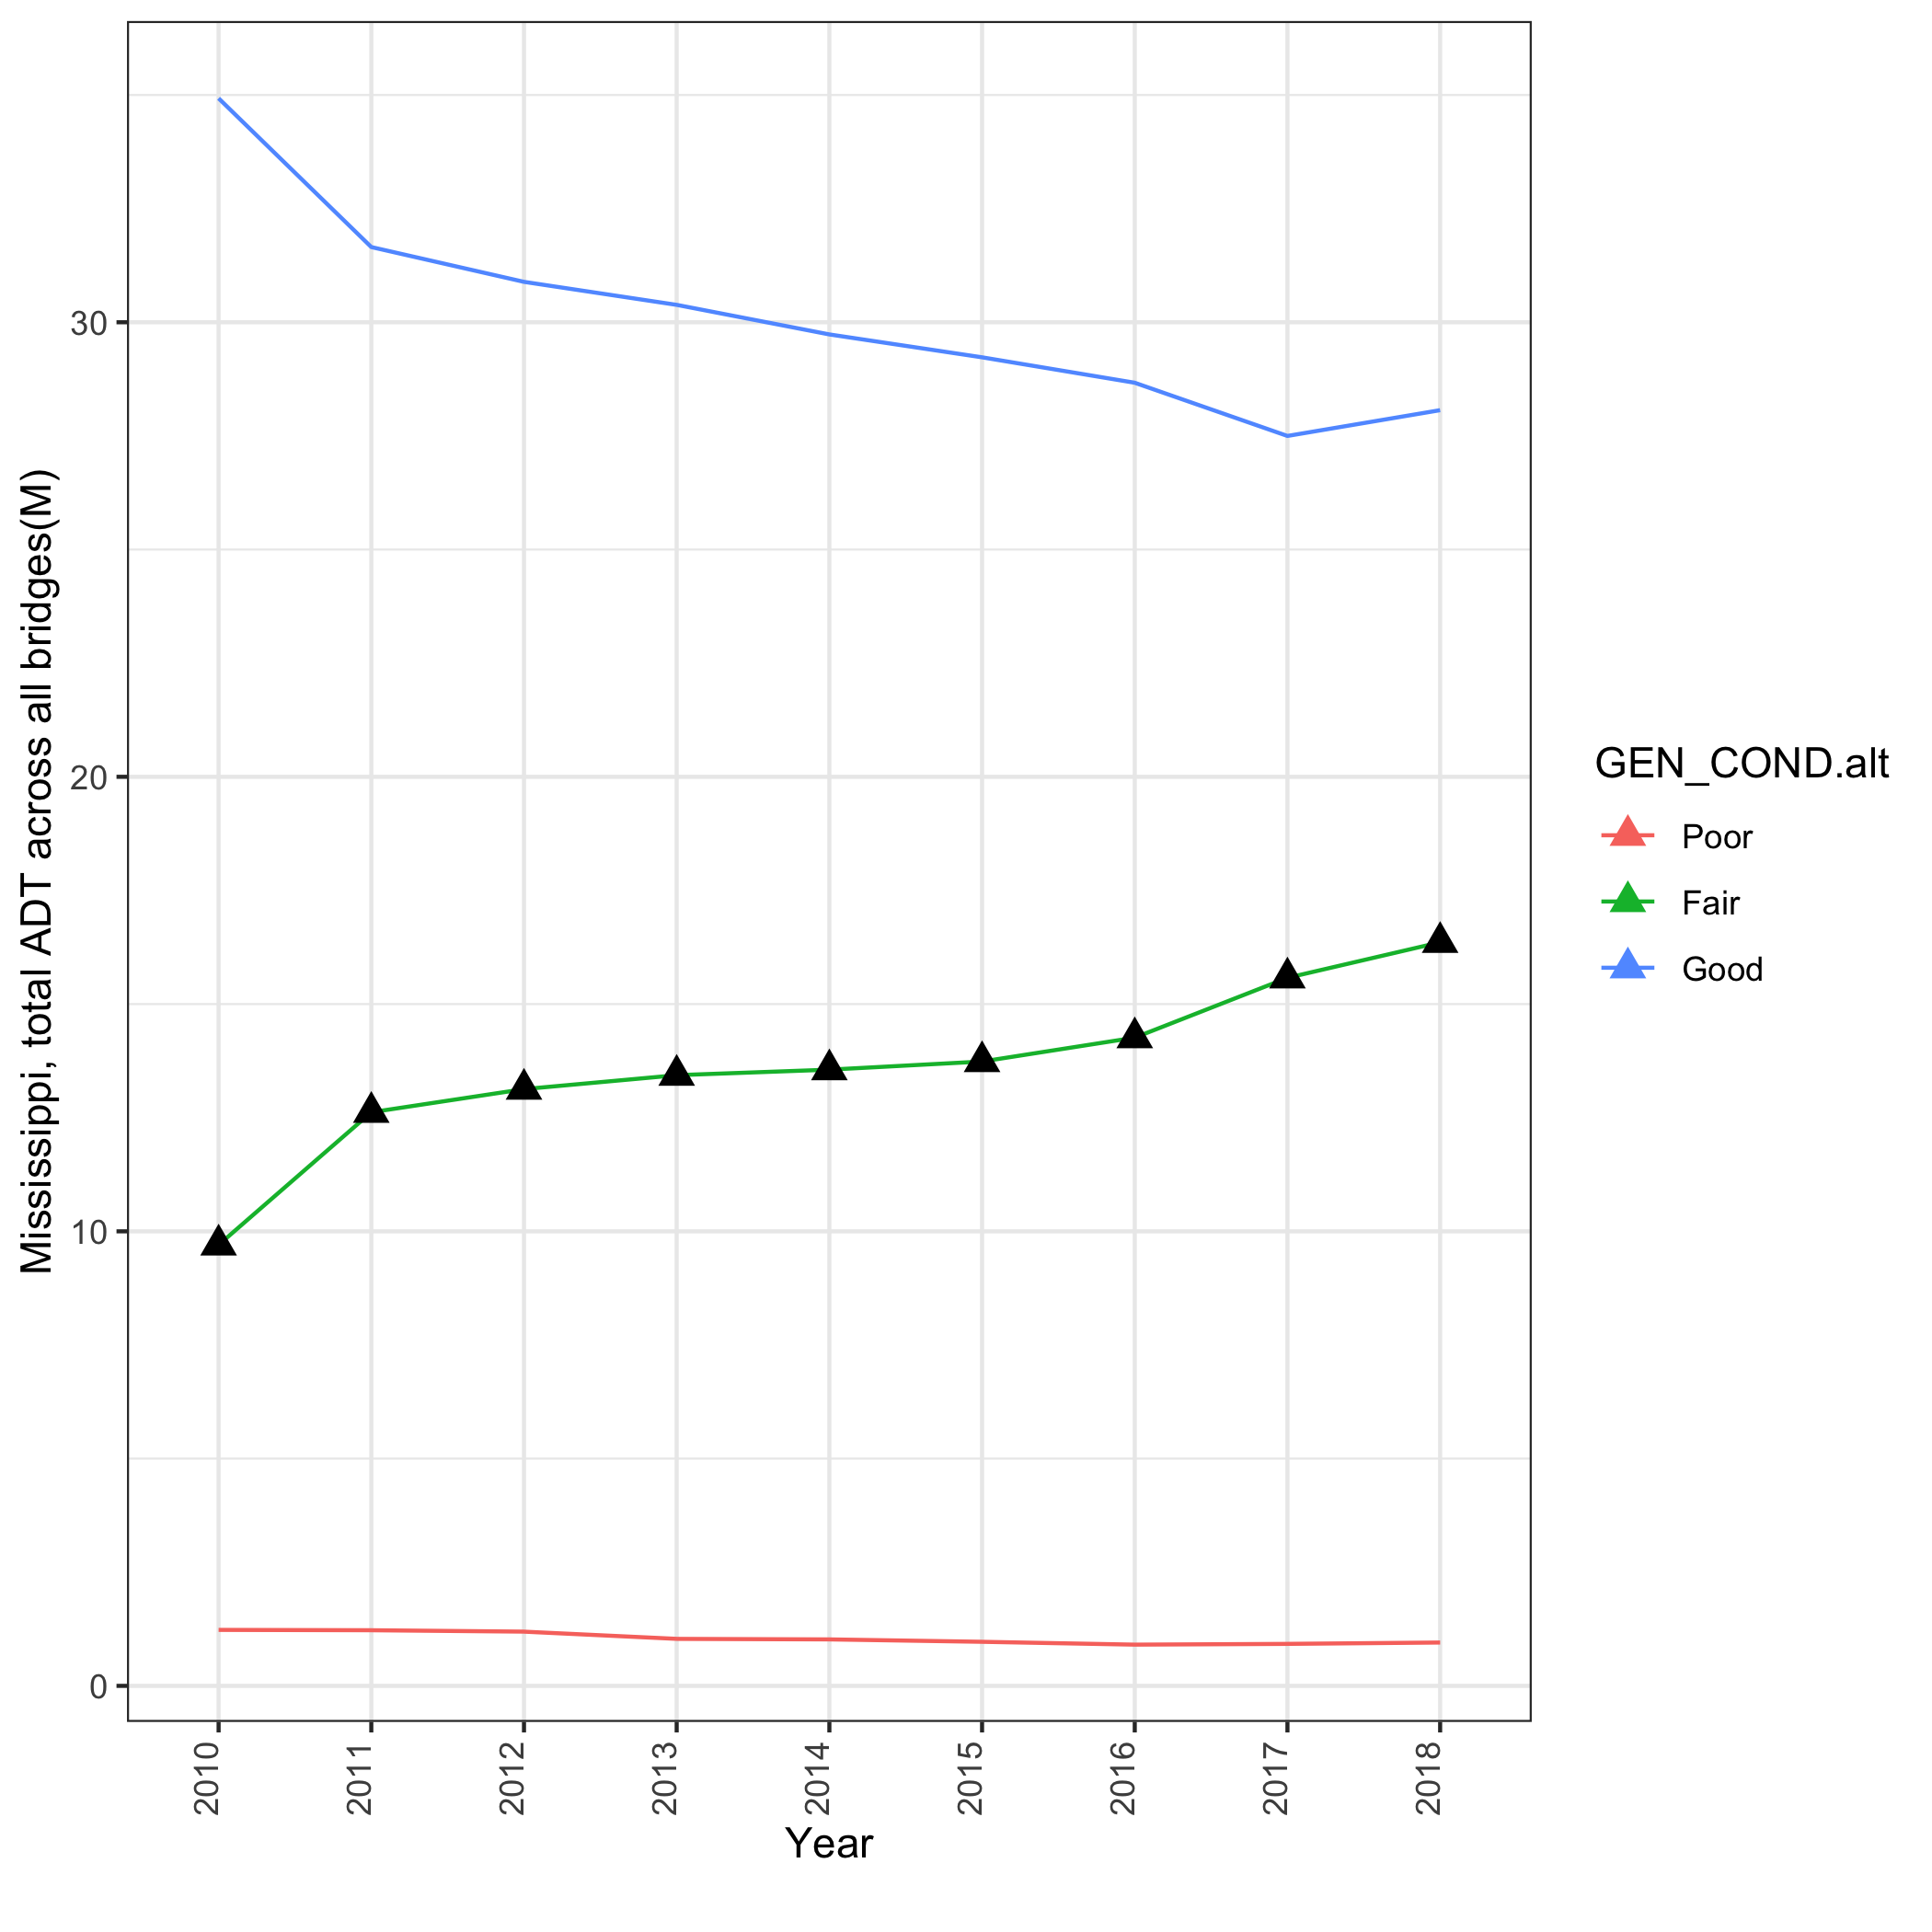 Mississippi, total ADT across all bridges(M)
30
20
10
0
2010
2011
2012
2013
2014
2015
2016
2017
2018
Year
GEN_COND.alt
Poor
Fair
Good